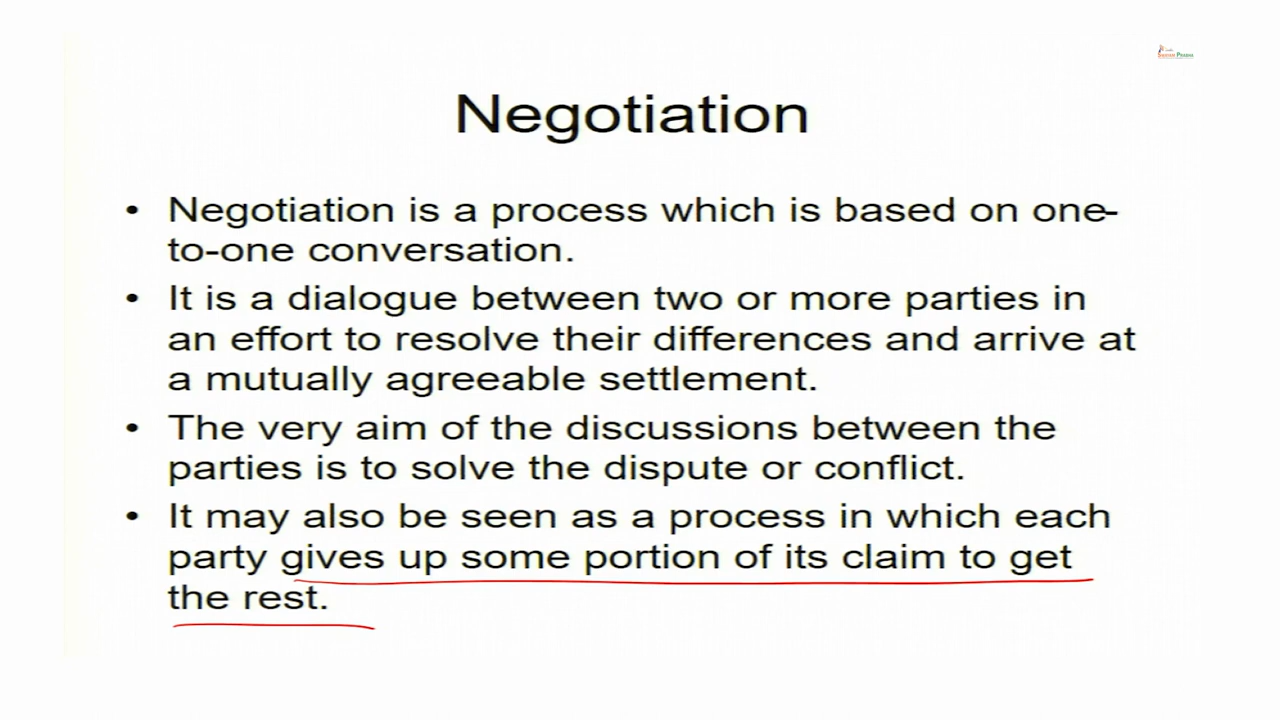 Negotiation
• Negotiation is a process which is based on one-
to-one conversation.
• It is a dialogue between two or more parties in
an effort to resolve their differences and arrive at
a mutually agreeable settlement.
• The very aim of the discussions between the
parties is to solve the dispute or conflict.
• It may also be seen as a process in which each
party gives up some portion of its claim to get
the rest.